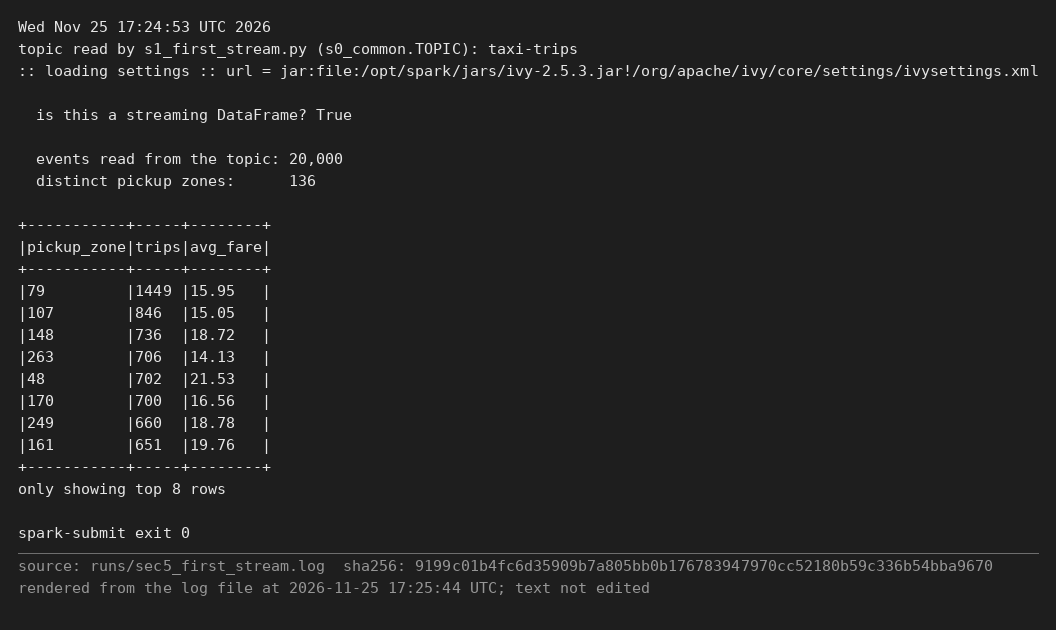 Wed Nov 25 17:24:53 UTC 2026
topic read by s1_first_stream.py (s0_common.TOPIC): taxi-trips
:: loading settings :: url = jar:file:/opt/spark/jars/ivy-2.5.3.jar!/org/apache/ivy/core/settings/ivysettings.xml
is this a streaming DataFrame? True
events read from the topic: 20,000
distinct pickup zones:      136
+-----------+-----+--------+
|pickup_zone|trips|avg_fare|
+-----------+-----+--------+
|79         |1449 |15.95   |
|107        |846  |15.05   |
|148        |736  |18.72   |
|263        |706  |14.13   |
|48         |702  |21.53   |
|170        |700  |16.56   |
|249        |660  |18.78   |
|161        |651  |19.76   |
+-----------+-----+--------+
only showing top 8 rows
spark-submit exit 0
source: runs/sec5_first_stream.log  sha256: 9199c01b4fc6d35909b7a805bb0b176783947970cc52180b59c336b54bba9670
rendered from the log file at 2026-11-25 17:25:44 UTC; text not edited